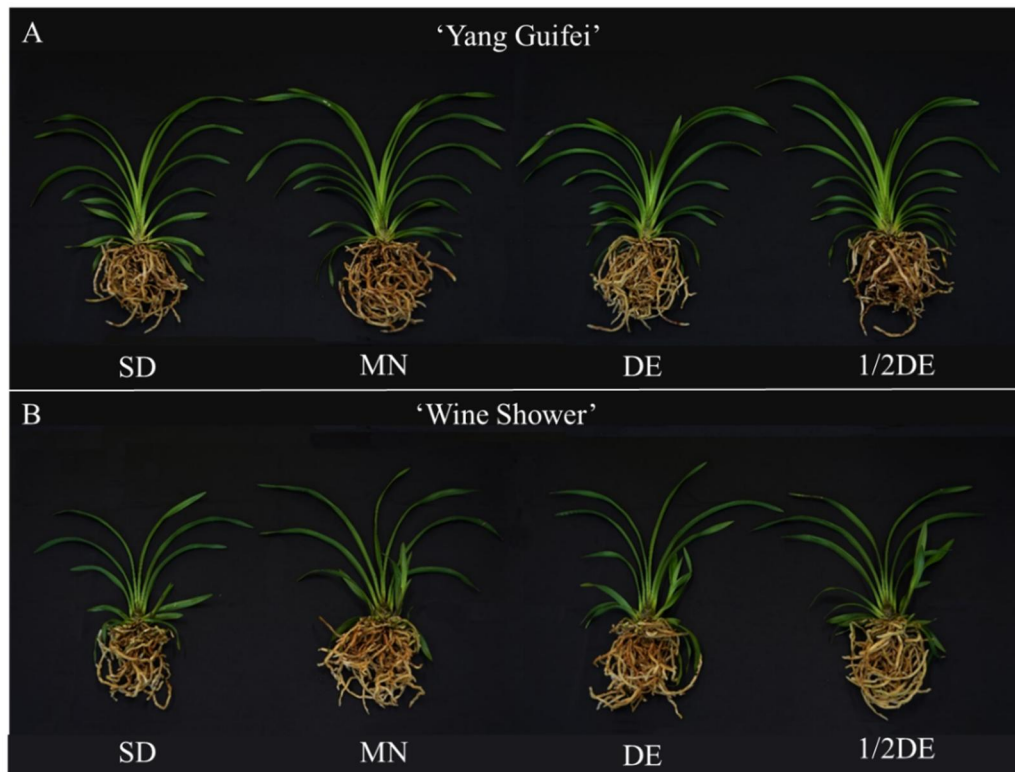 A
‘Yang Guifei’
SD MN DE 1/2DE
B
‘Wine Shower’
SD MN DE 1/2DE